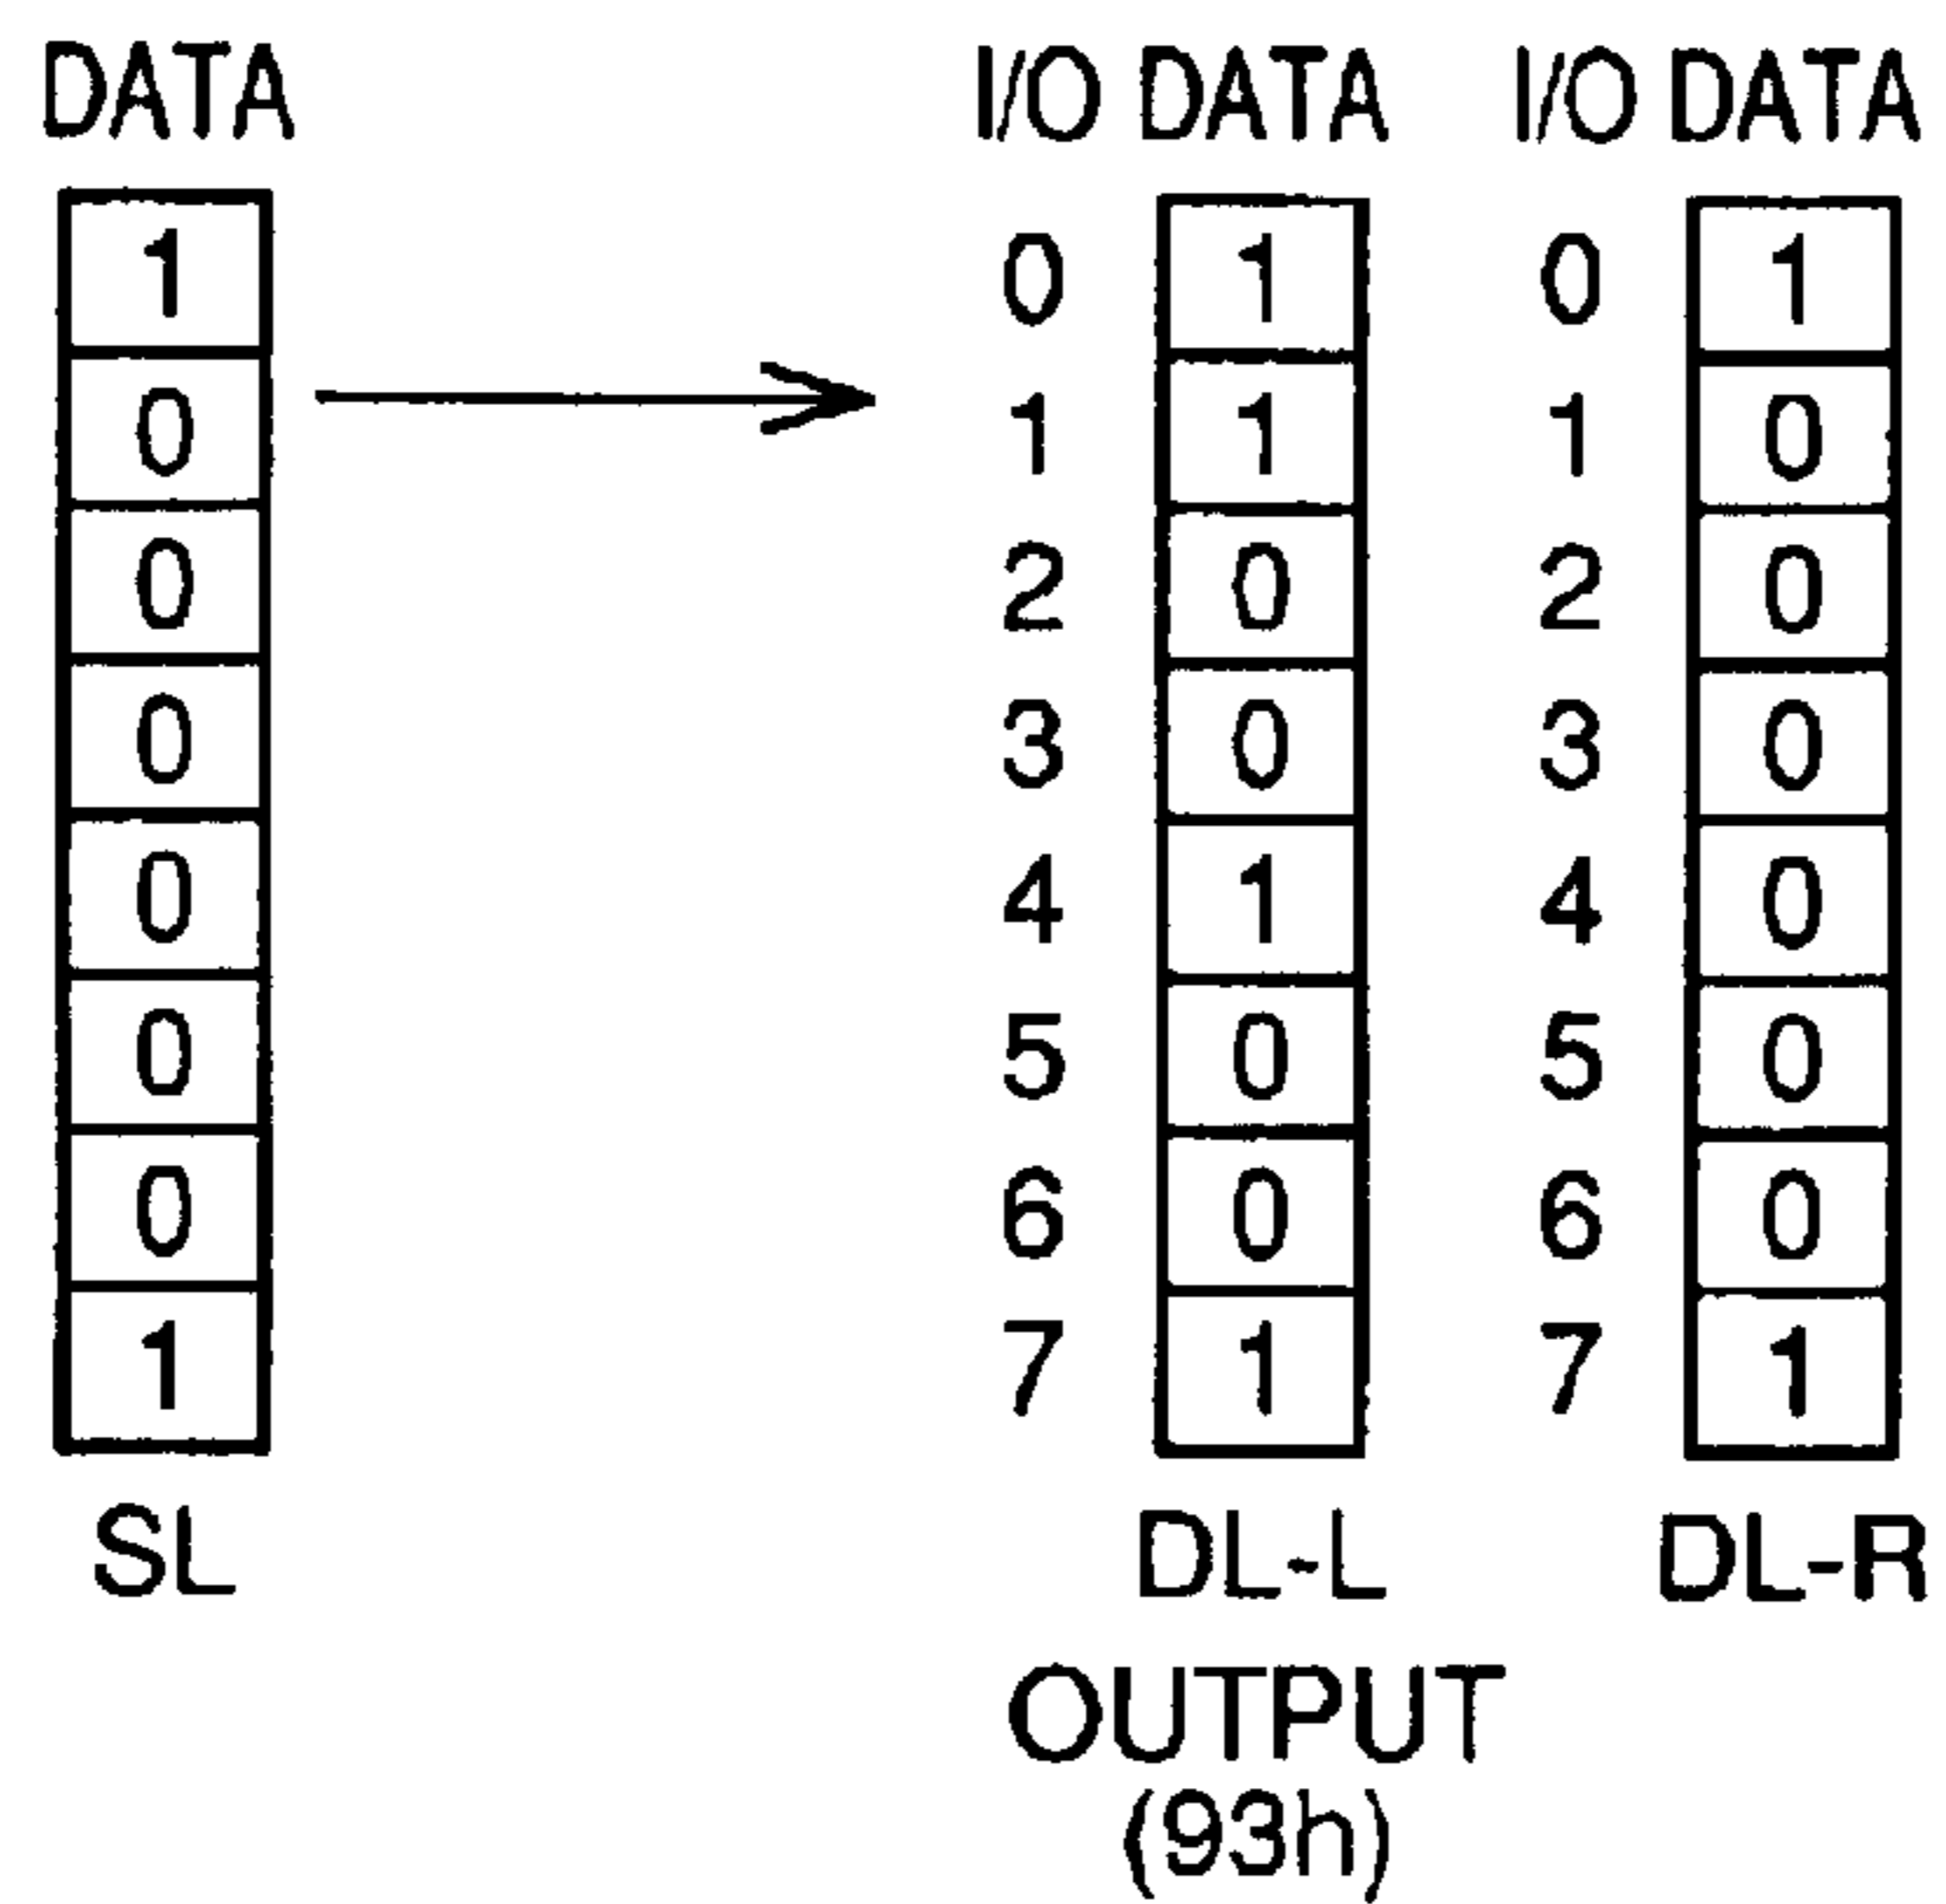 DATA I/O DATA I/O DATA
1 0 1 0 1
0 1 1 1 0
0 2 0 2 0
0 3 0 3 0
0 4 1 4 0
0 5 0 5 0
0 6 0 6 0
1 7 1 7 1
SL DL-L DL-R
OUTPUT
(93h)